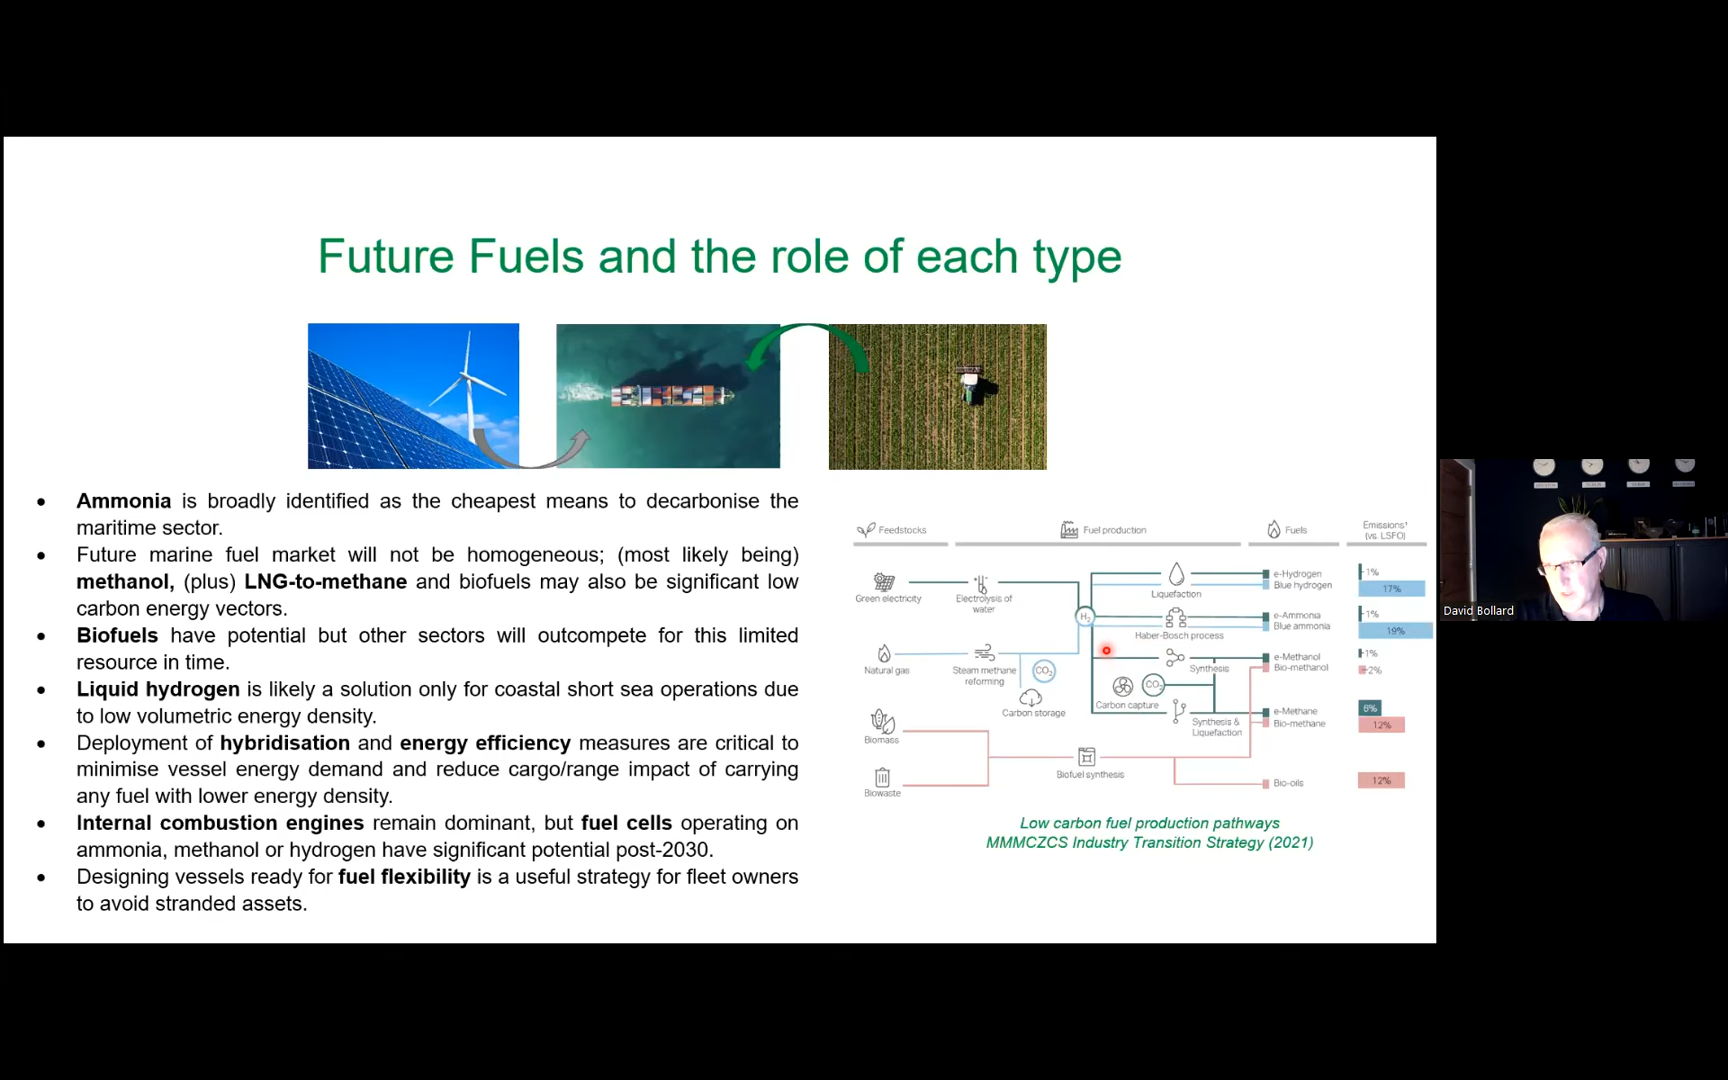 Future Fuels and the role of each type
• Ammonia is broadly identified as the cheapest means to decarbonise the
maritime sector.
• Future marine fuel market will not be homogeneous; (most likely being)
methanol, (plus) LNG-to-methane and biofuels may also be significant low
carbon energy vectors.
• Biofuels have potential but other sectors will outcompete for this limited
resource in time.
• Liquid hydrogen is likely a solution only for coastal short sea operations due
to low volumetric energy density.
• Deployment of hybridisation and energy efficiency measures are critical to
minimise vessel energy demand and reduce cargo/range impact of carrying
any fuel with lower energy density.
• Internal combustion engines remain dominant, but fuel cells operating on
ammonia, methanol or hydrogen have significant potential post-2030.
• Designing vessels ready for fuel flexibility is a useful strategy for fleet owners
to avoid stranded assets.
Feedstocks
Fuel production
Fuels
Emissions¹
(vs. LSFO)
Green electricity
Electrolysis of
water
H₂
Liquefaction
e-Hydrogen
1%
Blue hydrogen
17%
Haber-Bosch process
e-Ammonia
1%
Blue ammonia
19%
Natural gas
Steam methane
reforming
CO₂
Carbon storage
Synthesis
e-Methanol
1%
Bio-methanol
2%
Carbon capture
CO₂
Synthesis &
Liquefaction
e-Methane
6%
Bio-methane
12%
Biomass
Biowaste
Biofuel synthesis
Bio-oils
12%
Low carbon fuel production pathways
MMMCZCS Industry Transition Strategy (2021)
David Bollard